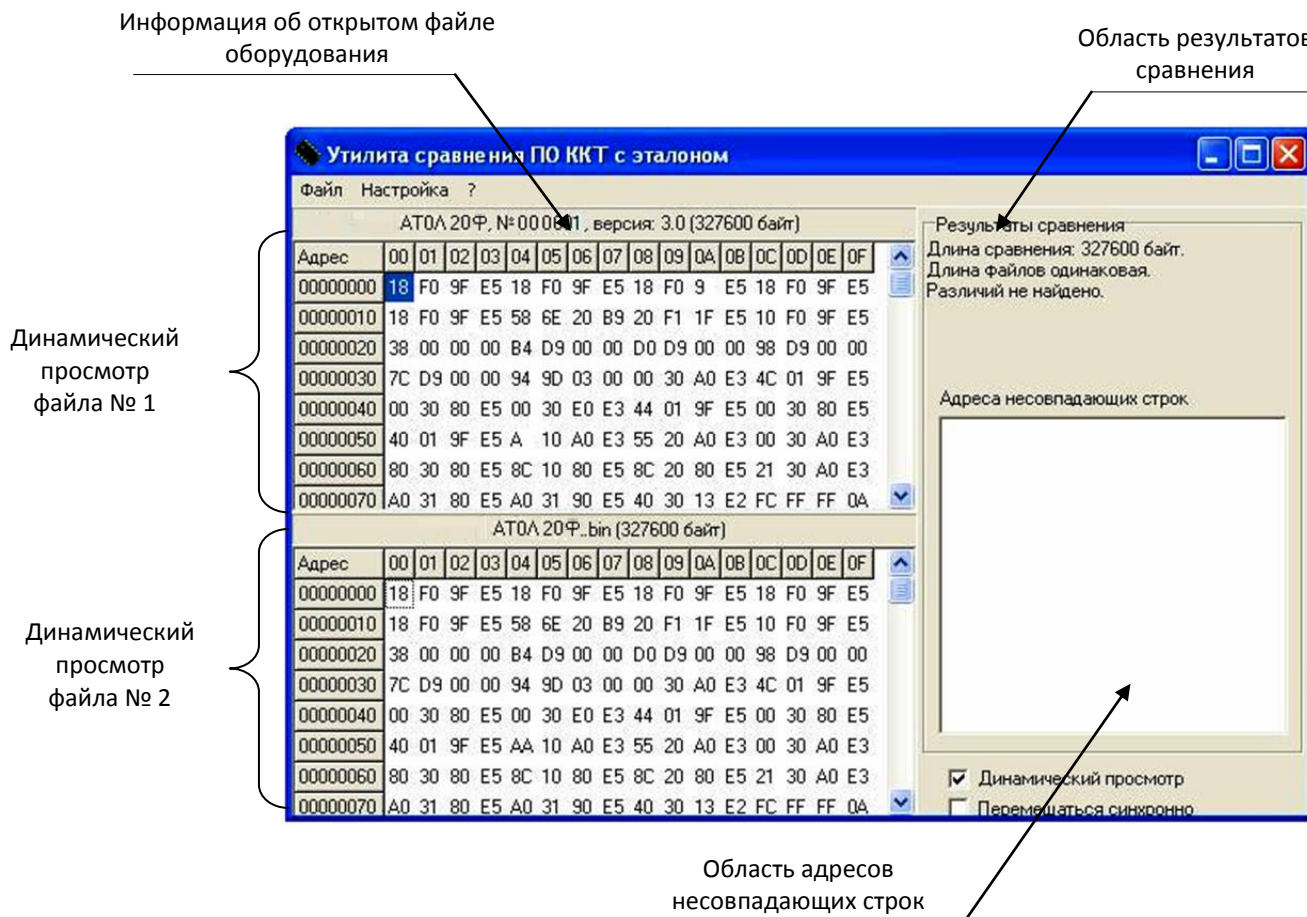 Информация об открытом файле
оборудования
Область результатов
сравнения
Утилита сравнения ПО ККТ с эталоном
Файл Настройка ?
АТ0Λ 20Ф, № 000001, версия: 3.0 (327600 байт)
Адрес 00 01 02 03 04 05 06 07 08 09 0A 0B 0C 0D 0E 0F
00000000 18 F0 9F E5 18 F0 9F E5 18 F0 9 E5 18 F0 9F E5
00000010 18 F0 9F E5 58 6E 20 B9 20 F1 1F E5 10 F0 9F E5
00000020 38 00 00 00 B4 D9 00 00 D0 D9 00 00 98 D9 00 00
00000030 7C D9 00 00 94 9D 03 00 00 30 A0 E3 4C 01 9F E5
00000040 00 30 80 E5 00 30 E0 E3 44 01 9F E5 00 30 80 E5
00000050 40 01 9F E5 A 10 A0 E3 55 20 A0 E3 00 30 A0 E3
00000060 80 30 80 E5 8C 10 80 E5 8C 20 80 E5 21 30 A0 E3
00000070 A0 31 80 E5 A0 31 90 E5 40 30 13 E2 FC FF FF 0A
АТ0Λ 20Ф..bin (327600 байт)
Адрес 00 01 02 03 04 05 06 07 08 09 0A 0B 0C 0D 0E 0F
00000000 18 F0 9F E5 18 F0 9F E5 18 F0 9F E5 18 F0 9F E5
00000010 18 F0 9F E5 58 6E 20 B9 20 F1 1F E5 10 F0 9F E5
00000020 38 00 00 00 B4 D9 00 00 D0 D9 00 00 98 D9 00 00
00000030 7C D9 00 00 94 9D 03 00 00 30 A0 E3 4C 01 9F E5
00000040 00 30 80 E5 00 30 E0 E3 44 01 9F E5 00 30 80 E5
00000050 40 01 9F E5 AA 10 A0 E3 55 20 A0 E3 00 30 A0 E3
00000060 80 30 80 E5 8C 10 80 E5 8C 20 80 E5 21 30 A0 E3
00000070 A0 31 80 E5 A0 31 90 E5 40 30 13 E2 FC FF FF 0A
Результаты сравнения
Длина сравнения: 327600 байт.
Длина файлов одинаковая.
Различий не найдено.
Адреса несовпадающих строк
Динамический просмотр
Перемещаться синхронно
Динамический
просмотр
файла № 1
Динамический
просмотр
файла № 2
Область адресов
несовпадающих строк